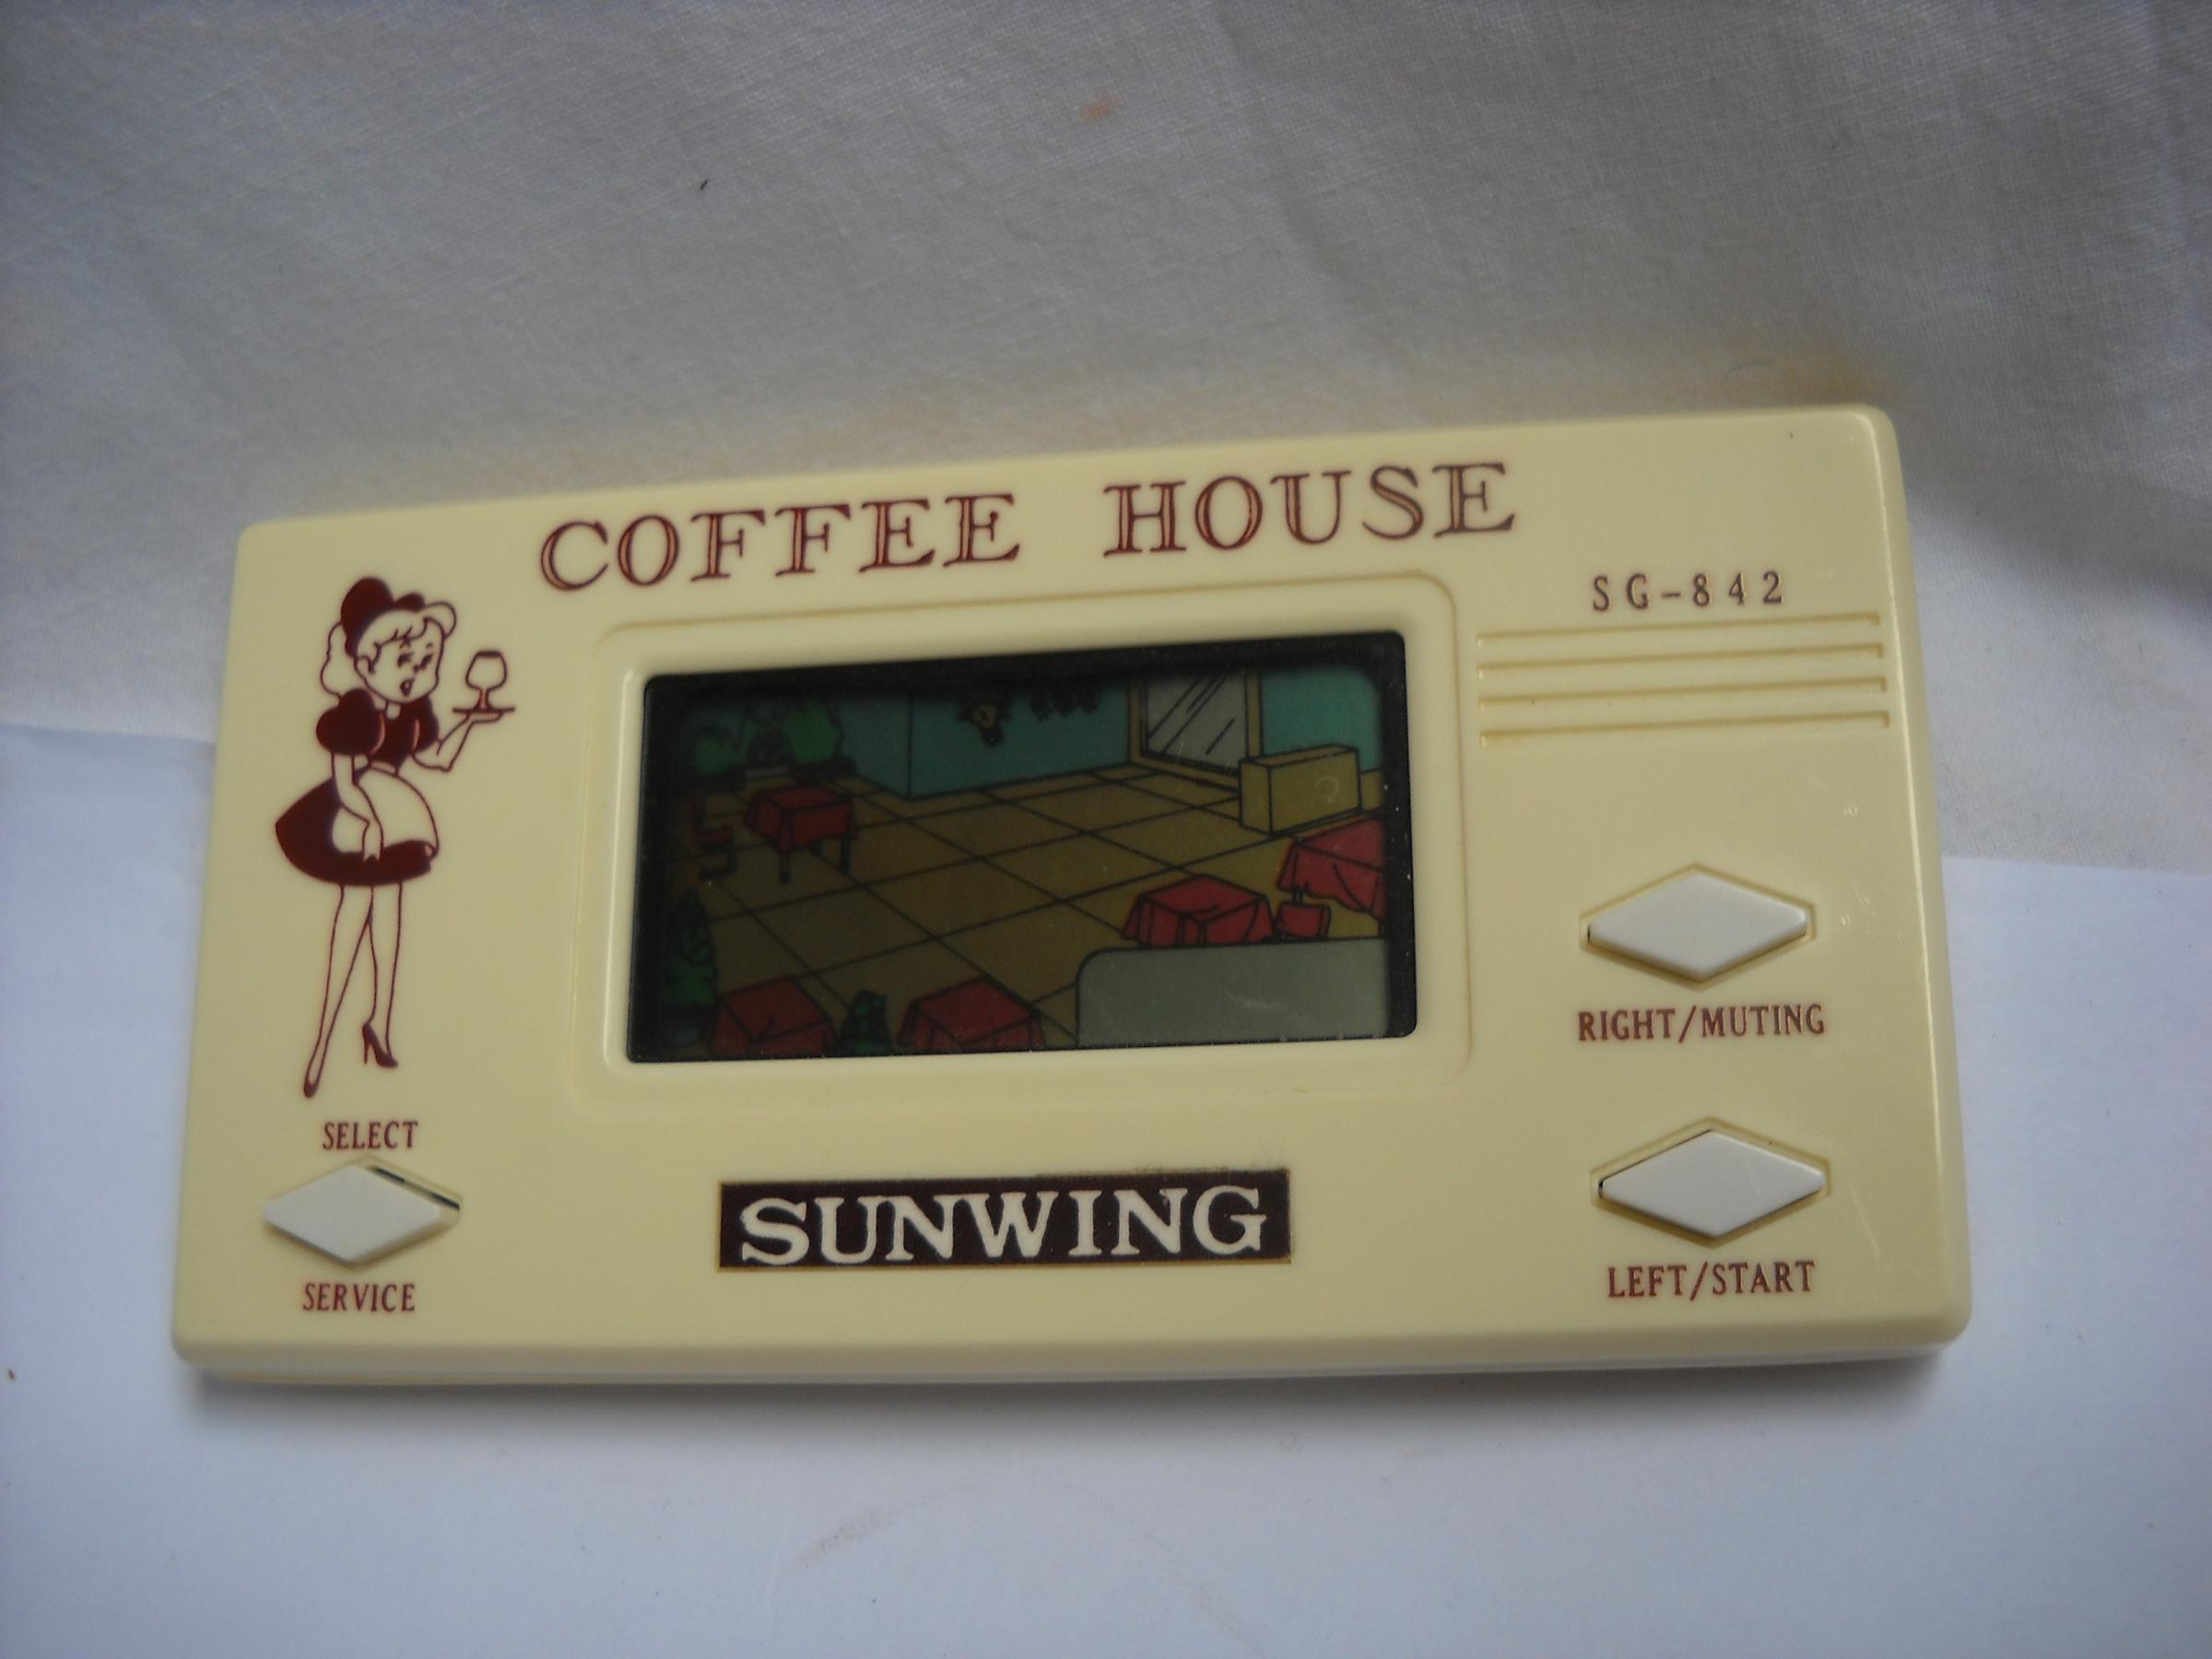 COFFEE HOUSE
SG-842
RIGHT/MUTING
SELECT
SERVICE
SUNWING
LEFT/START